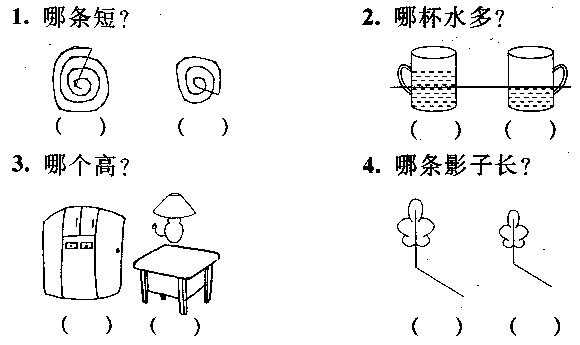 1. 哪条短?
2. 哪杯水多?
( ) ( )
( ) ( )
3. 哪个高?
4. 哪条影子长?
( ) ( )
( ) ( )